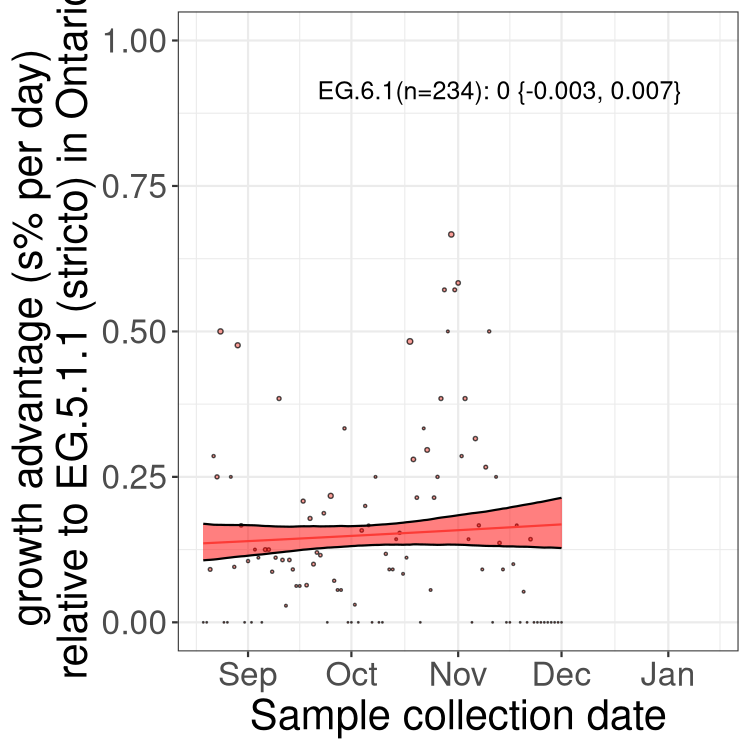 growth advantage (s% per day)
relative to EG.5.1.1 (stricto) in Ontario
1.00
0.75
0.50
0.25
0.00
EG.6.1(n=234): 0 {-0.003, 0.007}
Sep Oct Nov Dec Jan
Sample collection date